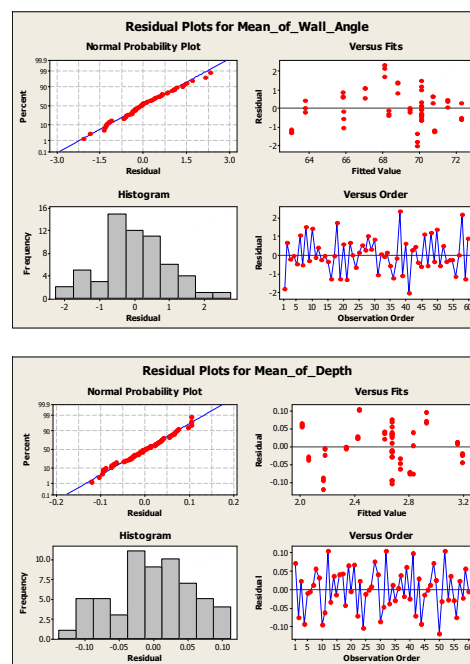 Residual Plots for Mean_of_Wall_Angle
Normal Probability Plot
Versus Fits
99.9
99
90
50
10
1
0.1
Percent
-3.0 -1.5 0.0 1.5 3.0
Residual
2
1
0
-1
-2
Residual
64 66 68 70 72
Fitted Value
Histogram
Versus Order
16
12
8
4
0
Frequency
-2 -1 0 1 2
Residual
2
1
0
-1
-2
Residual
1 5 10 15 20 25 30 35 40 45 50 55 60
Observation Order
Residual Plots for Mean_of_Depth
Normal Probability Plot
Versus Fits
99.9
99
90
50
10
1
0.1
Percent
-0.2 -0.1 0.0 0.1 0.2
Residual
0.10
0.05
0.00
-0.05
-0.10
Residual
2.0 2.4 2.8 3.2
Fitted Value
Histogram
Versus Order
10.0
7.5
5.0
2.5
0.0
Frequency
-0.10 -0.05 0.00 0.05 0.10
Residual
0.10
0.05
0.00
-0.05
-0.10
Residual
1 5 10 15 20 25 30 35 40 45 50 55 60
Observation Order